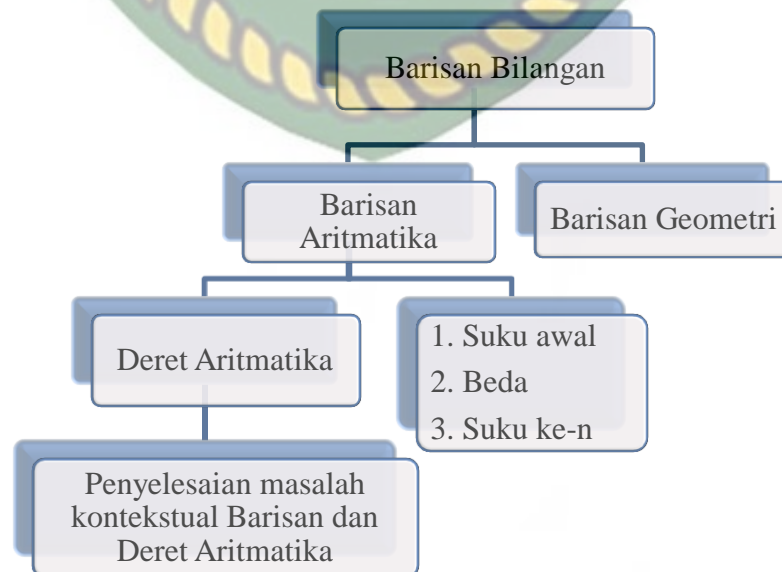 Barisan Bilangan
Barisan
Aritmatika
Barisan Geometri
Deret Aritmatika
1. Suku awal
2. Beda
3. Suku ke-n
Penyelesaian masalah
kontekstual Barisan dan
Deret Aritmatika